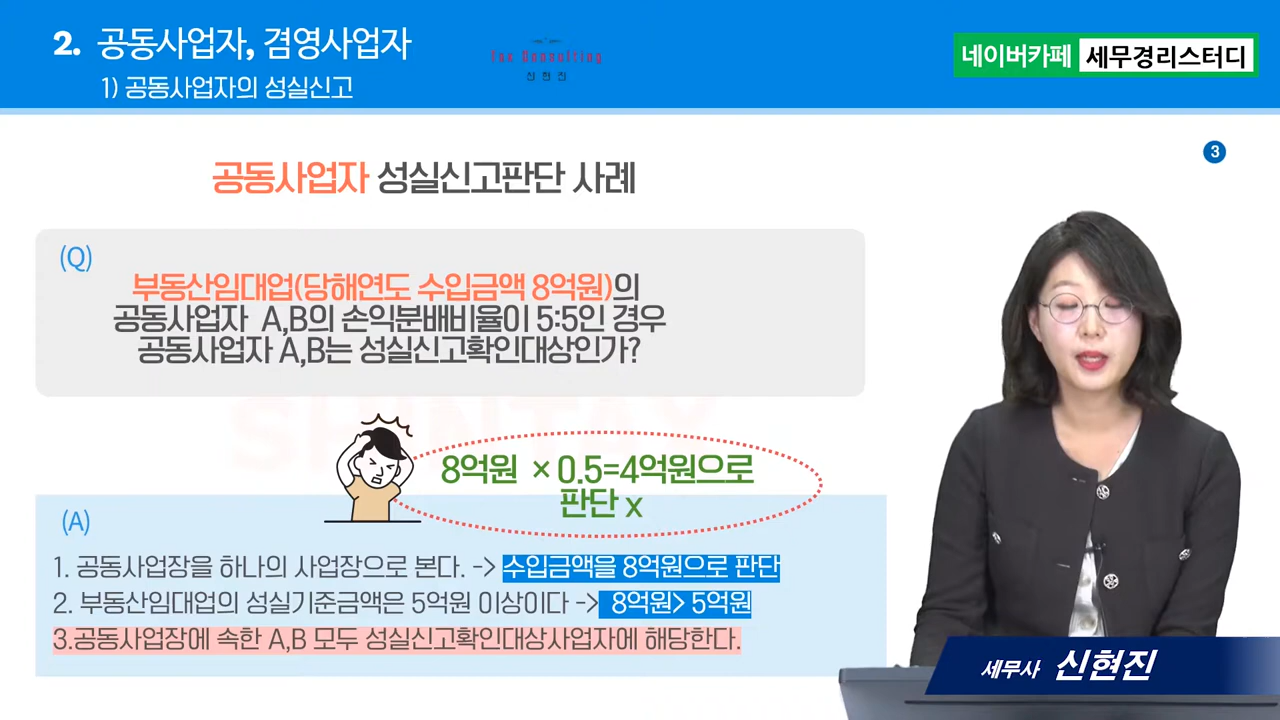 2. 공동사업자, 겸영사업자
1) 공동사업자의 성실신고
Tax Consulting
신현진
네이버카페 세무경리스터디
3
공동사업자 성실신고판단 사례
(Q)
부동산임대업(당해연도 수입금액 8억원)의
공동사업자 A,B의 손익분배비율이 5:5인 경우
공동사업자 A,B는 성실신고확인대상인가?
8억원 × 0.5=4억원으로
판단 x
(A)
1. 공동사업장을 하나의 사업장으로 본다. -> 수입금액을 8억원으로 판단
2. 부동산임대업의 성실기준금액은 5억원 이상이다 -> 8억원> 5억원
3.공동사업장에 속한 A,B 모두 성실신고확인대상사업자에 해당한다.
세무사 신현진